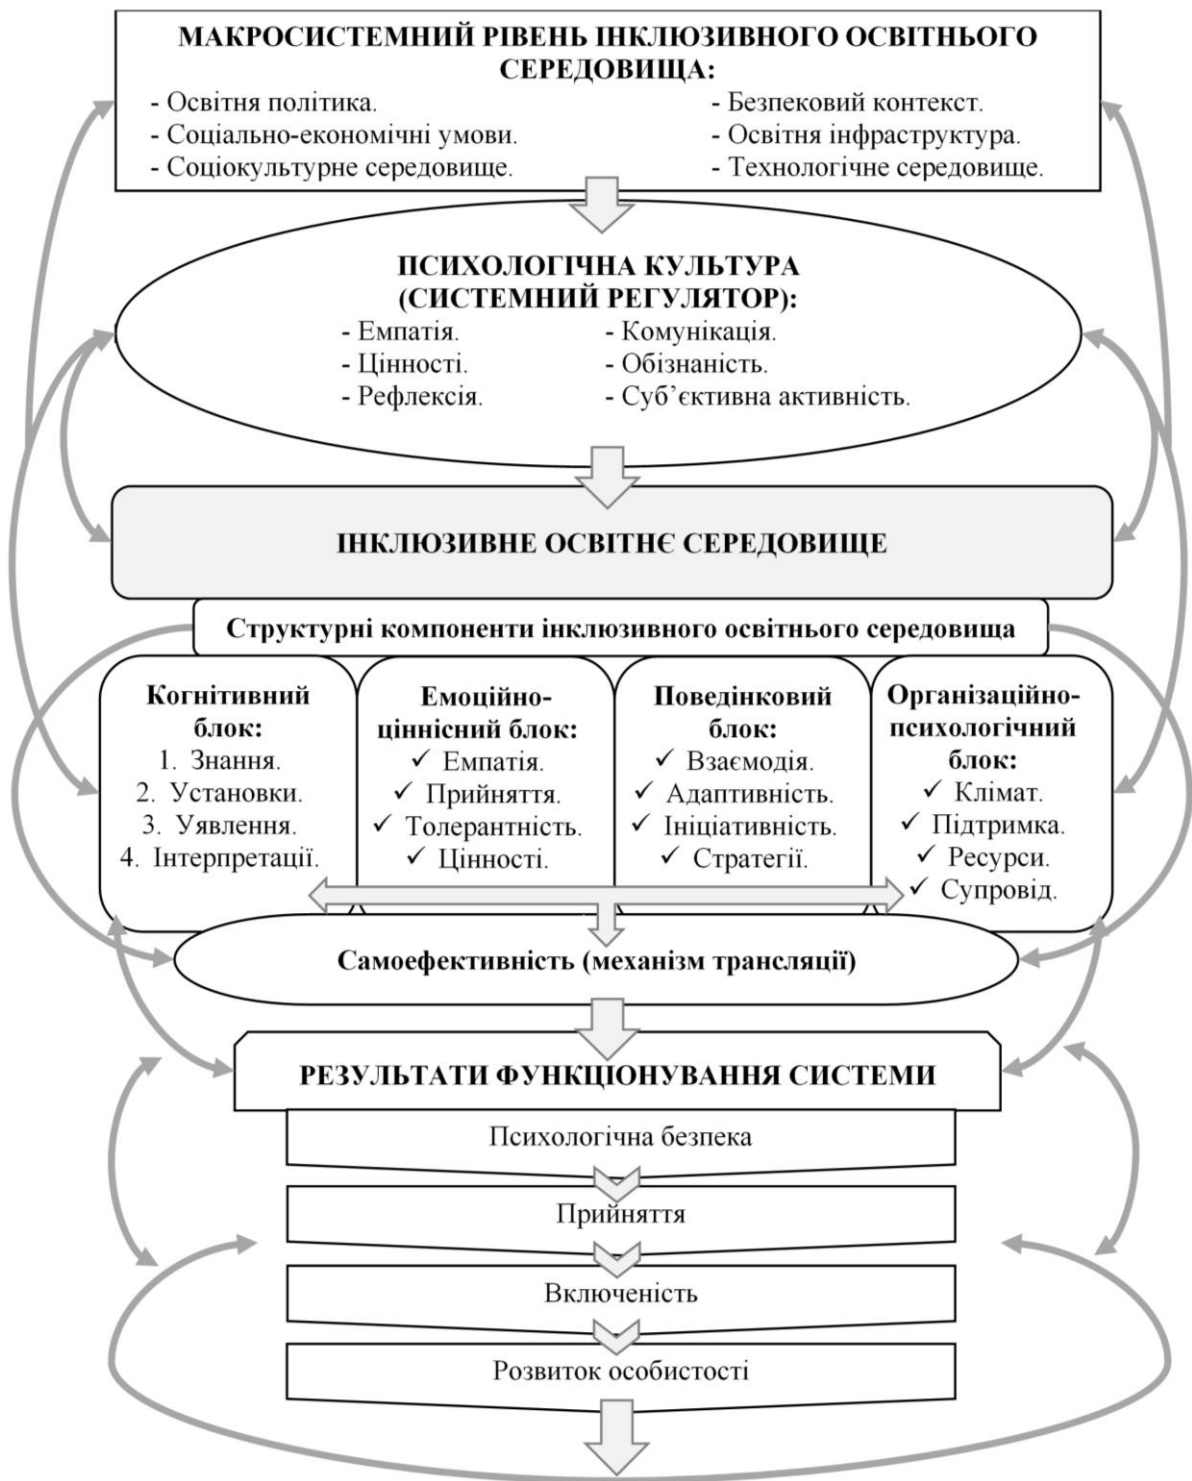 МАКРОСИСТЕМНИЙ РІВЕНЬ ІНКЛЮЗИВНОГО ОСВІТНЬОГО
СЕРЕДОВИЩА:
- Освітня політика.
- Соціально-економічні умови.
- Соціокультурне середовище.
- Безпековий контекст.
- Освітня інфраструктура.
- Технологічне середовище.
ПСИХОЛОГІЧНА КУЛЬТУРА
(СИСТЕМНИЙ РЕГУЛЯТОР):
- Емпатія.
- Цінності.
- Рефлексія.
- Комунікація.
- Обізнаність.
- Суб’єктивна активність.
ІНКЛЮЗИВНЕ ОСВІТНЄ СЕРЕДОВИЩЕ
Структурні компоненти інклюзивного освітнього середовища
Когнітивний
блок:
1. Знання.
2. Установки.
3. Уявлення.
4. Інтерпретації.
Емоційно-
ціннісний блок:
✓ Емпатія.
✓ Прийняття.
✓ Толерантність.
✓ Цінності.
Поведінковий
блок:
✓ Взаємодія.
✓ Адаптивність.
✓ Ініціативність.
✓ Стратегії.
Організаційно-
психологічний
блок:
✓ Клімат.
✓ Підтримка.
✓ Ресурси.
✓ Супровід.
Самоефективність (механізм трансляції)
РЕЗУЛЬТАТИ ФУНКЦІОНУВАННЯ СИСТЕМИ
Психологічна безпека
Прийняття
Включеність
Розвиток особистості